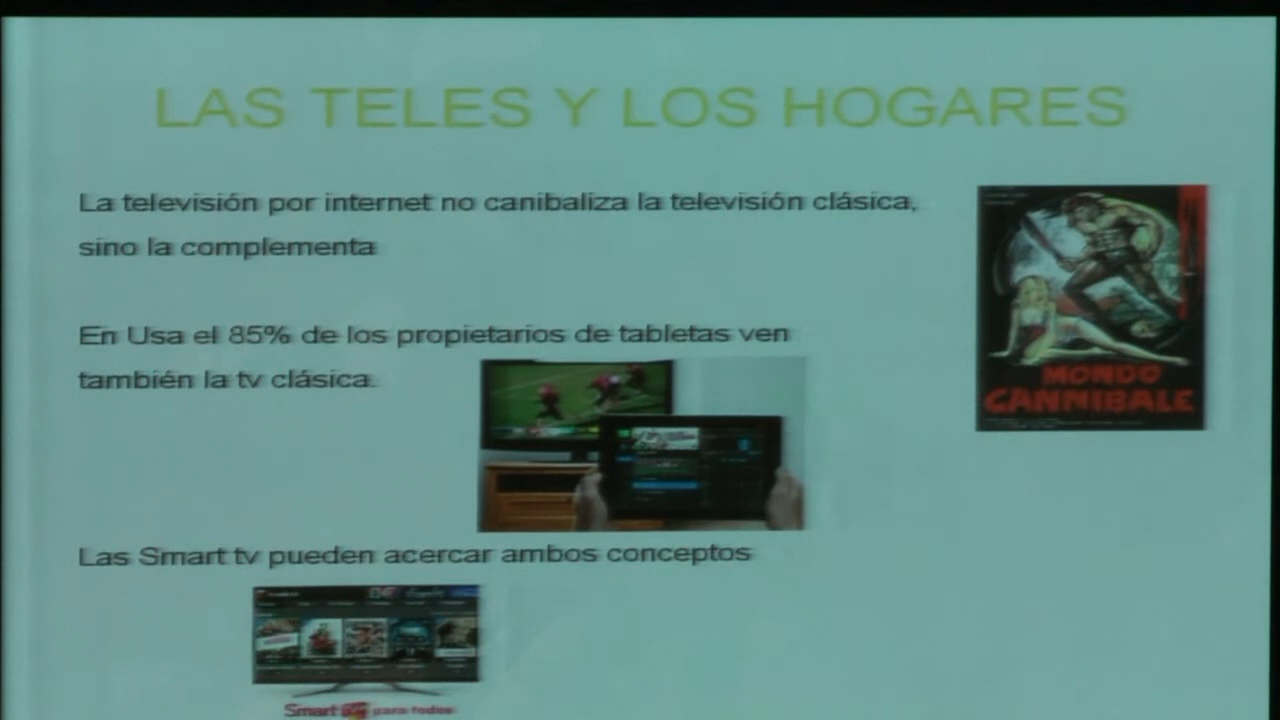 LAS TELES Y LOS HOGARES
La televisión por internet no canibaliza la televisión clásica,
sino la complementa
En Usa el 85% de los propietarios de tabletas ven
también la tv clásica.
MONDO
CANNIBALE
Las Smart tv pueden acercar ambos conceptos
Smart para todos